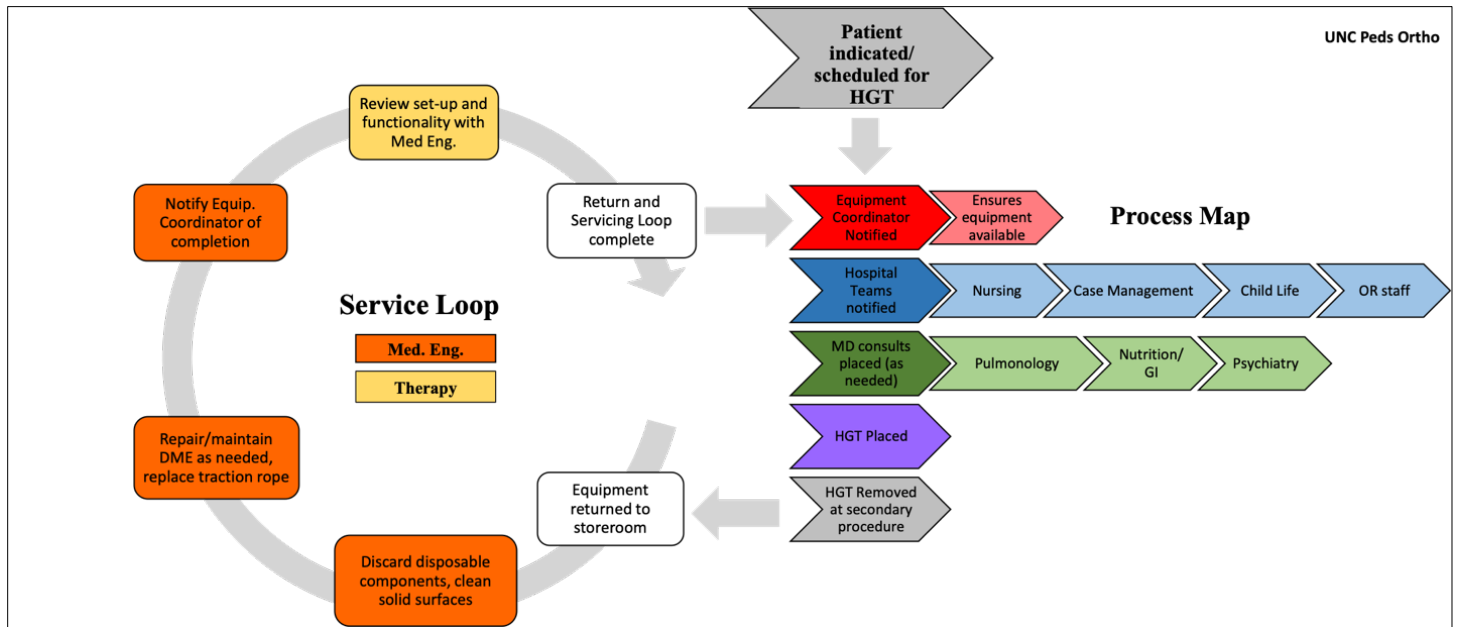 Patient
indicated/
scheduled for
HGT
UNC Peds Ortho
Review set-up and
functionality with
Med Eng.
Notify Equip.
Coordinator of
completion
Return and
Servicing Loop
complete
Equipment
Coordinator
Notified
Ensures
equipment
available
Process Map
Hospital
Teams
notified
Nursing
Case Management
Child Life
OR staff
Service Loop
Med. Eng.
Therapy
MD consults
placed (as
needed)
Pulmonology
Nutrition/
GI
Psychiatry
HGT Placed
Repair/maintain
DME as needed,
replace traction rope
Equipment
returned to
storeroom
HGT Removed
at secondary
procedure
Discard disposable
components, clean
solid surfaces